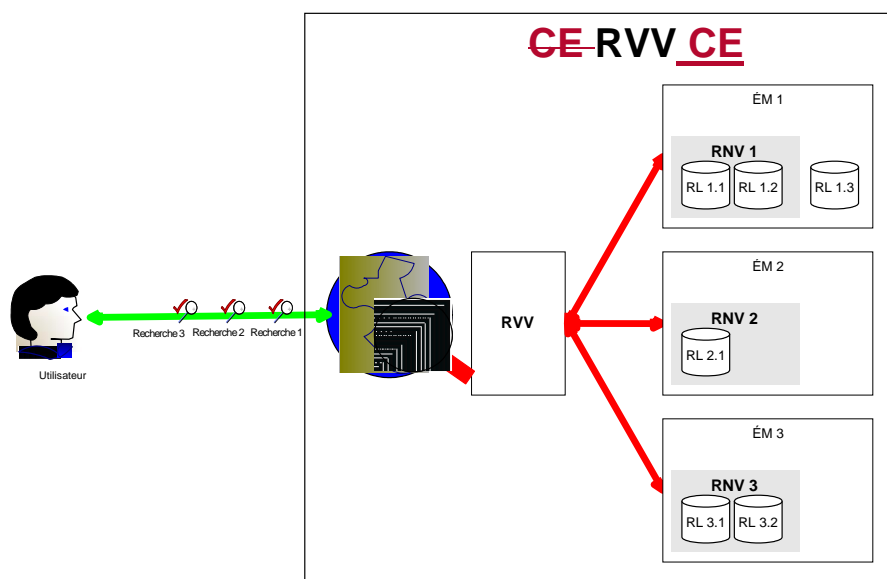 CE RVV CE
ÉM 1
RNV 1
RL 1.1 RL 1.2 RL 1.3
ÉM 2
RNV 2
RL 2.1
RVV
Recherche 3 Recherche 2 Recherche 1
Utilisateur
ÉM 3
RNV 3
RL 3.1 RL 3.2